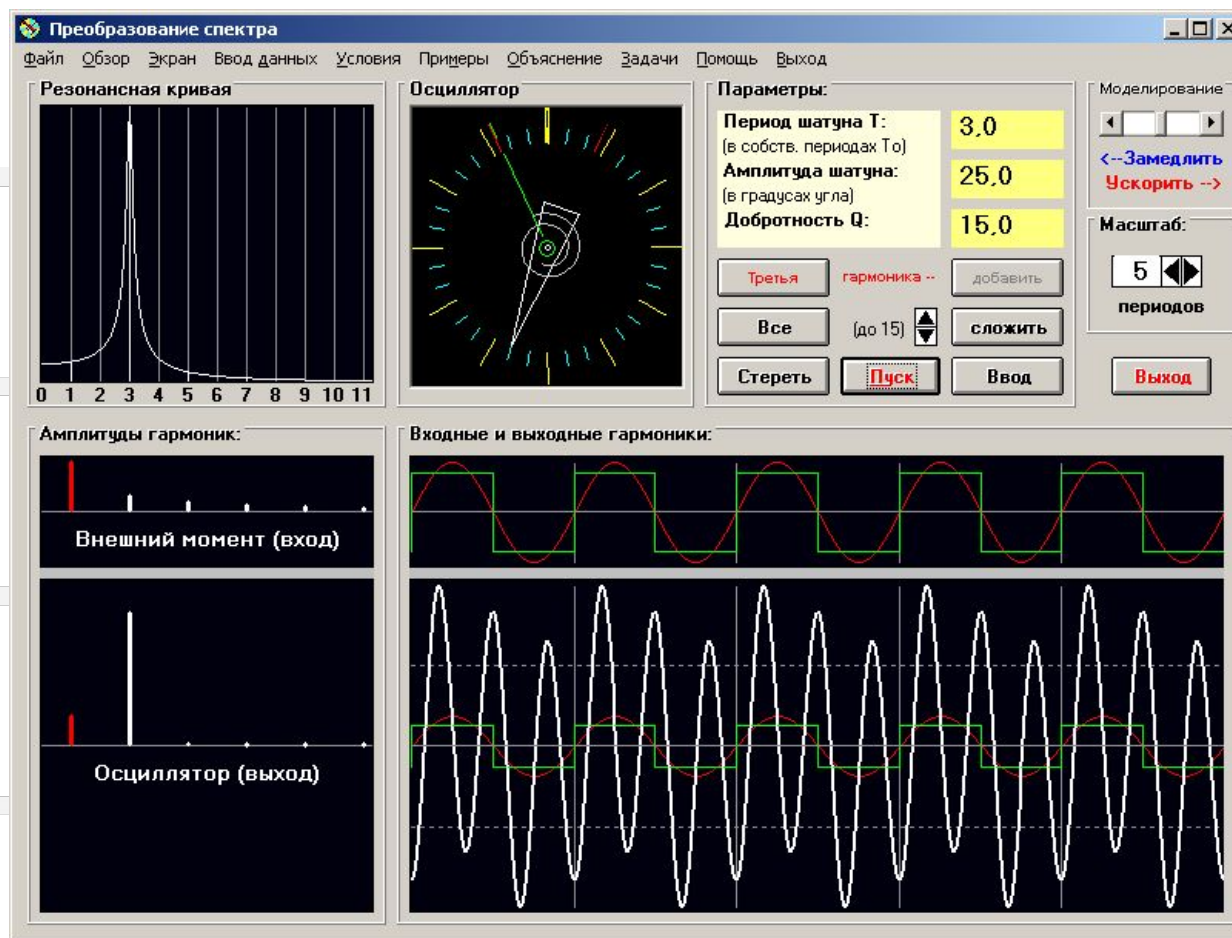 Преобразование спектра
Файл Обзор Экран Ввод данных Условия Примеры Объяснение Задачи Помощь Выход
Резонансная кривая
0 1 2 3 4 5 6 7 8 9 10 11
Осциллятор
Параметры:
Период шатуна T:
(в собств. периодах To)
3,0
Амплитуда шатуна:
(в градусах угла)
25,0
Добротность Q:
15,0
Третья гармоника -- добавить
Все (до 15) сложить
Стереть Пуск Ввод
Моделирование
<--Замедлить
Ускорить -->
Масштаб:
5
периодов
Выход
Амплитуды гармоник:
Внешний момент (вход)
Осциллятор (выход)
Входные и выходные гармоники: